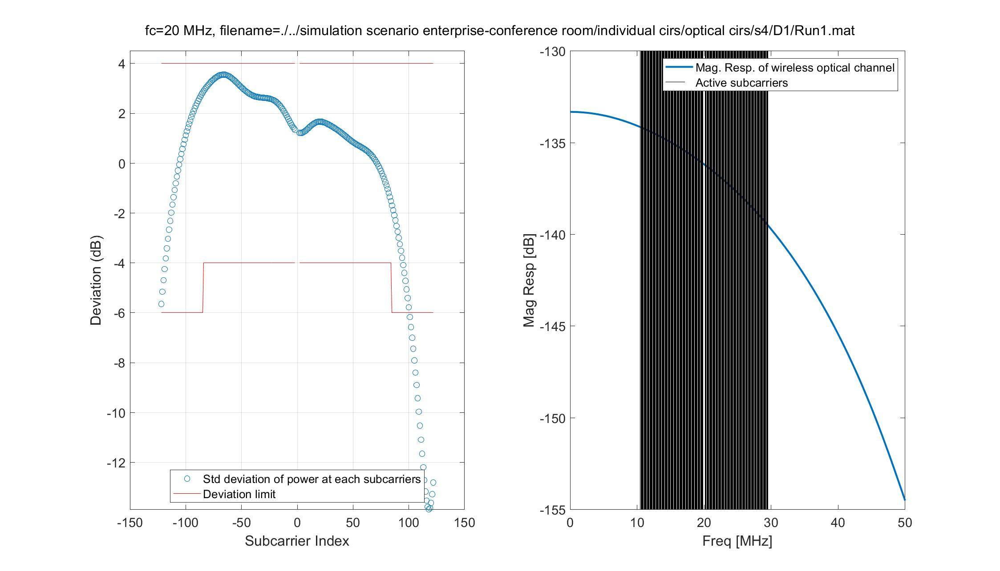 fc=20 MHz, filename=./../simulation scenario enterprise-conference room/individual cirs/optical cirs/s4/D1/Run1.mat
4
2
0
-2
-4
-6
-8
-10
-12
Deviation (dB)
Std deviation of power at each subcarriers
Deviation limit
-150 -100 -50 0 50 100 150
Subcarrier Index
-130
-135
-140
-145
-150
-155
Mag Resp [dB]
Mag. Resp. of wireless optical channel
Active subcarriers
0 10 20 30 40 50
Freq [MHz]